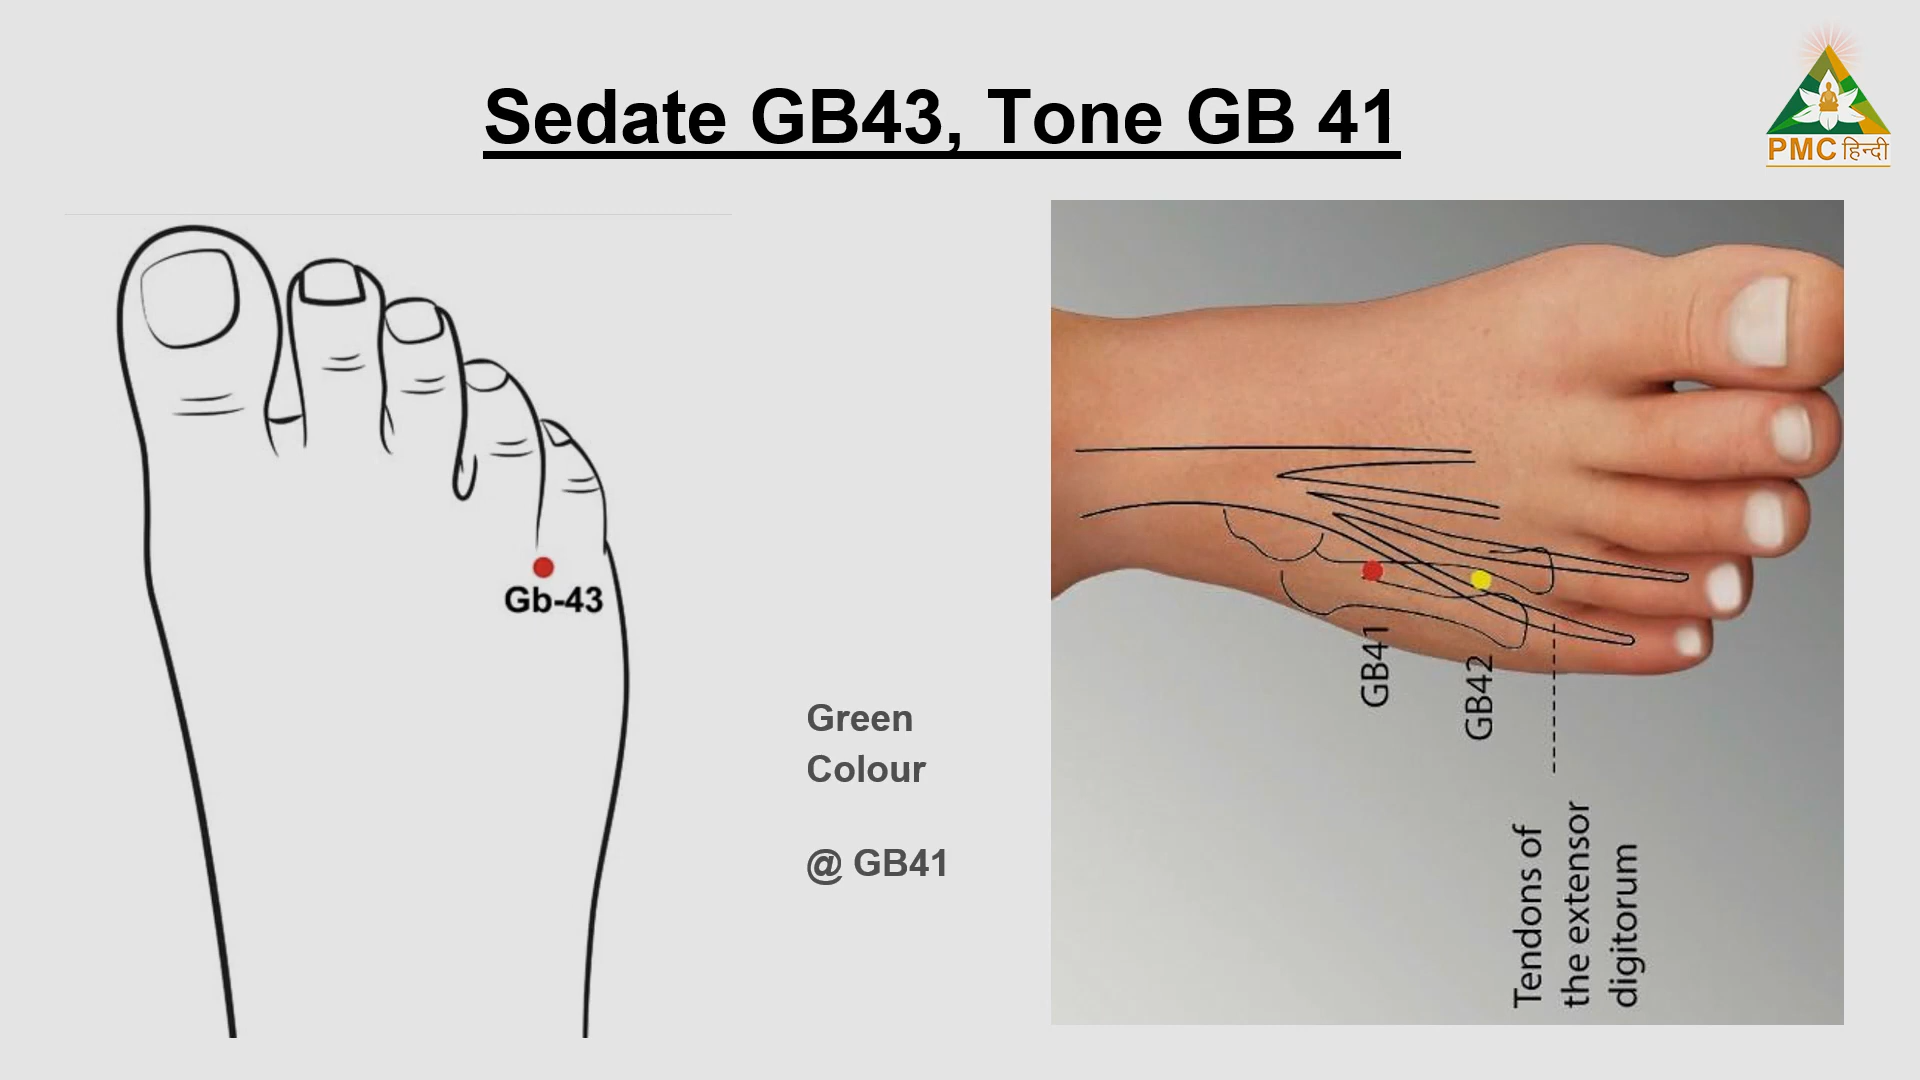 Sedate GB43, Tone GB 41
PMC हिन्दी
Gb-43
Green
Colour
@ GB41
GB41
GB42
Tendons of
the extensor
digitorum